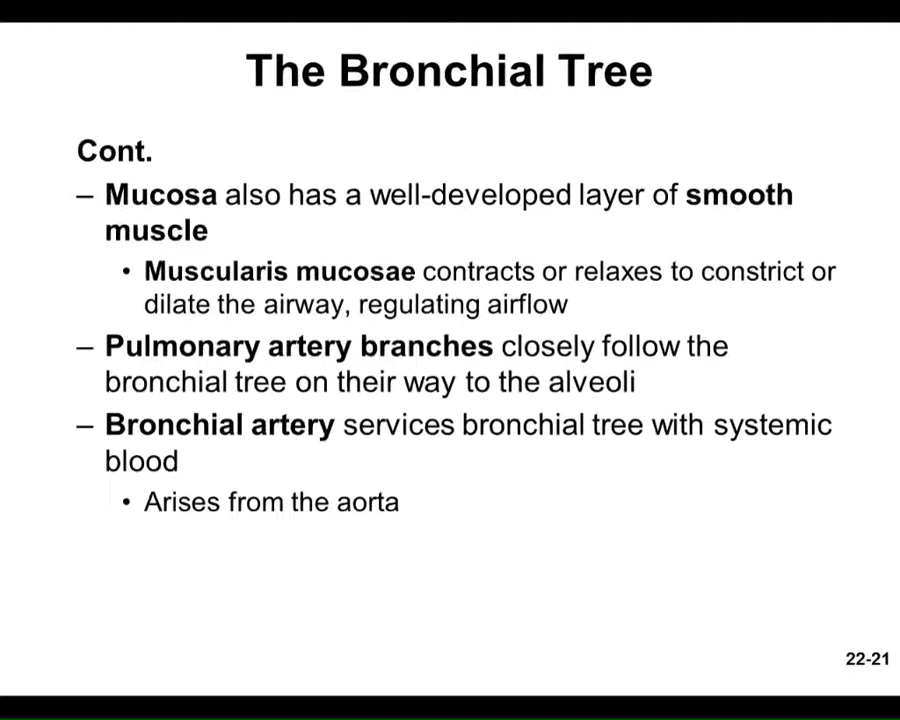 The Bronchial Tree
Cont.
– Mucosa also has a well-developed layer of smooth
muscle
• Muscularis mucosae contracts or relaxes to constrict or
dilate the airway, regulating airflow
– Pulmonary artery branches closely follow the
bronchial tree on their way to the alveoli
– Bronchial artery services bronchial tree with systemic
blood
• Arises from the aorta
22-21